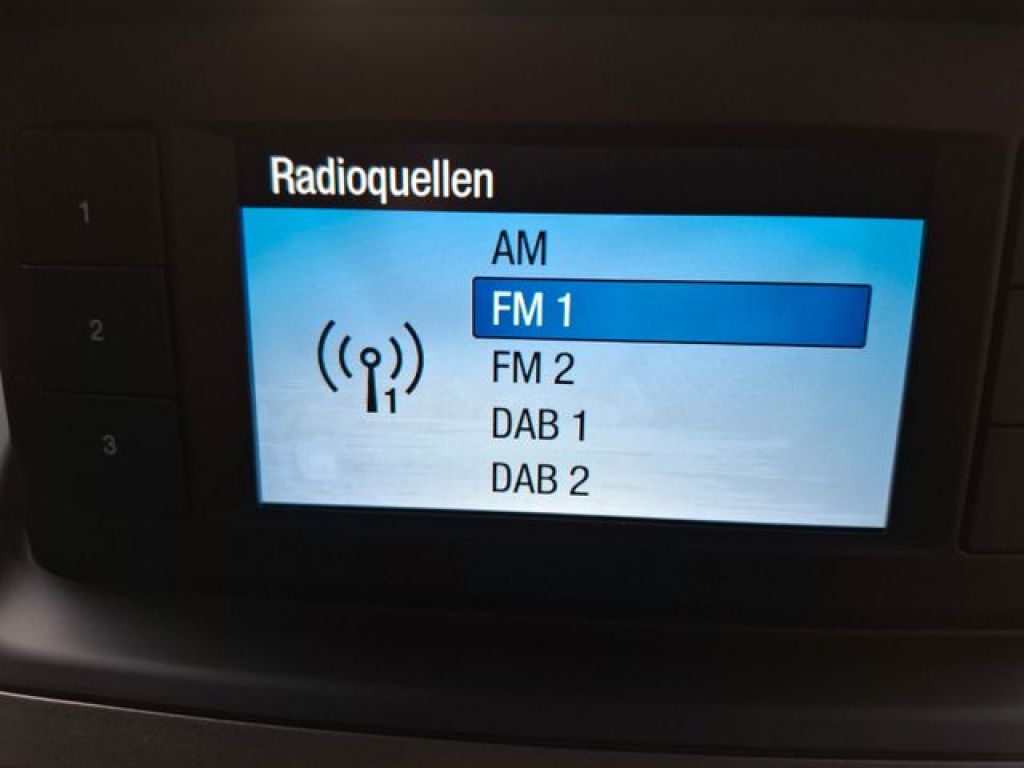 Radioquellen
1
AM
FM 1
2
FM 2
1
DAB 1
3
DAB 2